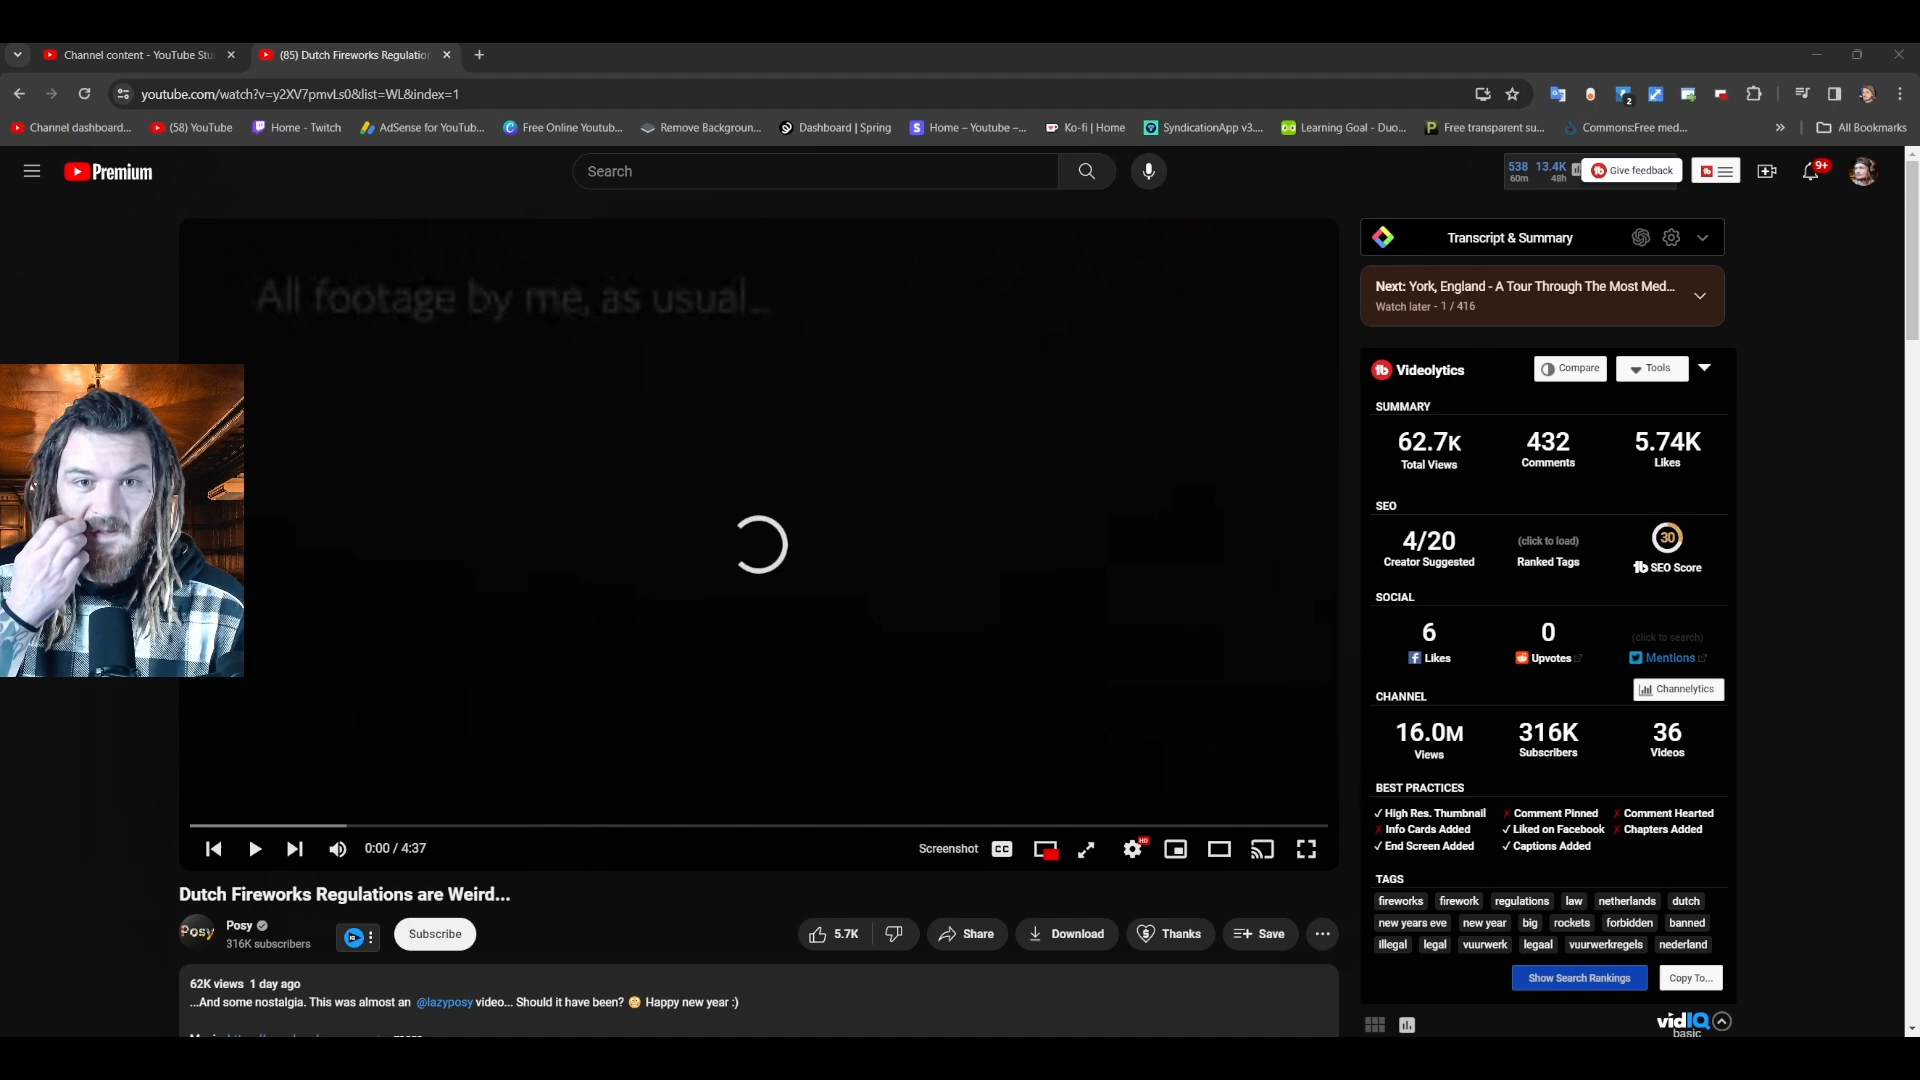 Channel content - YouTube Stu
(85) Dutch Fireworks Regulation
youtube.com/watch?v=y2XV7pmvLs0&list=WL&index=1
2
Channel dashboard...
(58) YouTube
Home - Twitch
AdSense for YouTub...
Free Online Youtub...
Remove Backgroun...
Dashboard | Spring
Home – Youtube –...
Ko-fi | Home
SyndicationApp v3....
Learning Goal - Duo...
Free transparent su...
Commons:Free med...
»
All Bookmarks
Premium
Search
538 13.4K
60m 48h
Give feedback
9+
All footage by me, as usual...
Transcript & Summary
Next: York, England - A Tour Through The Most Med...
Watch later - 1 / 416
Videolytics
Compare
Tools
SUMMARY
62.7K 432 5.74K
Total Views Comments Likes
SEO
4/20 (click to load) 30
Creator Suggested Ranked Tags SEO Score
SOCIAL
6 0 (click to search)
Likes Upvotes Mentions
CHANNEL
Channelytics
16.0M 316K 36
Views Subscribers Videos
BEST PRACTICES
✓ High Res. Thumbnail ✗ Comment Pinned ✗ Comment Hearted
✗ Info Cards Added ✓ Liked on Facebook ✗ Chapters Added
✓ End Screen Added ✓ Captions Added
TAGS
fireworks firework regulations law netherlands dutch
new years eve new year big rockets forbidden banned
illegal legal vuurwerk legaal vuurwerkregels nederland
Show Search Rankings
Copy To...
vidIQ
basic
0:00 / 4:37
Screenshot
CC
HD
Dutch Fireworks Regulations are Weird...
POSY
Posy
316K subscribers
Subscribe
5.7K
Share
Download
Thanks
Save
62K views 1 day ago
...And some nostalgia. This was almost an @lazyposy video... Should it have been? Happy new year :)